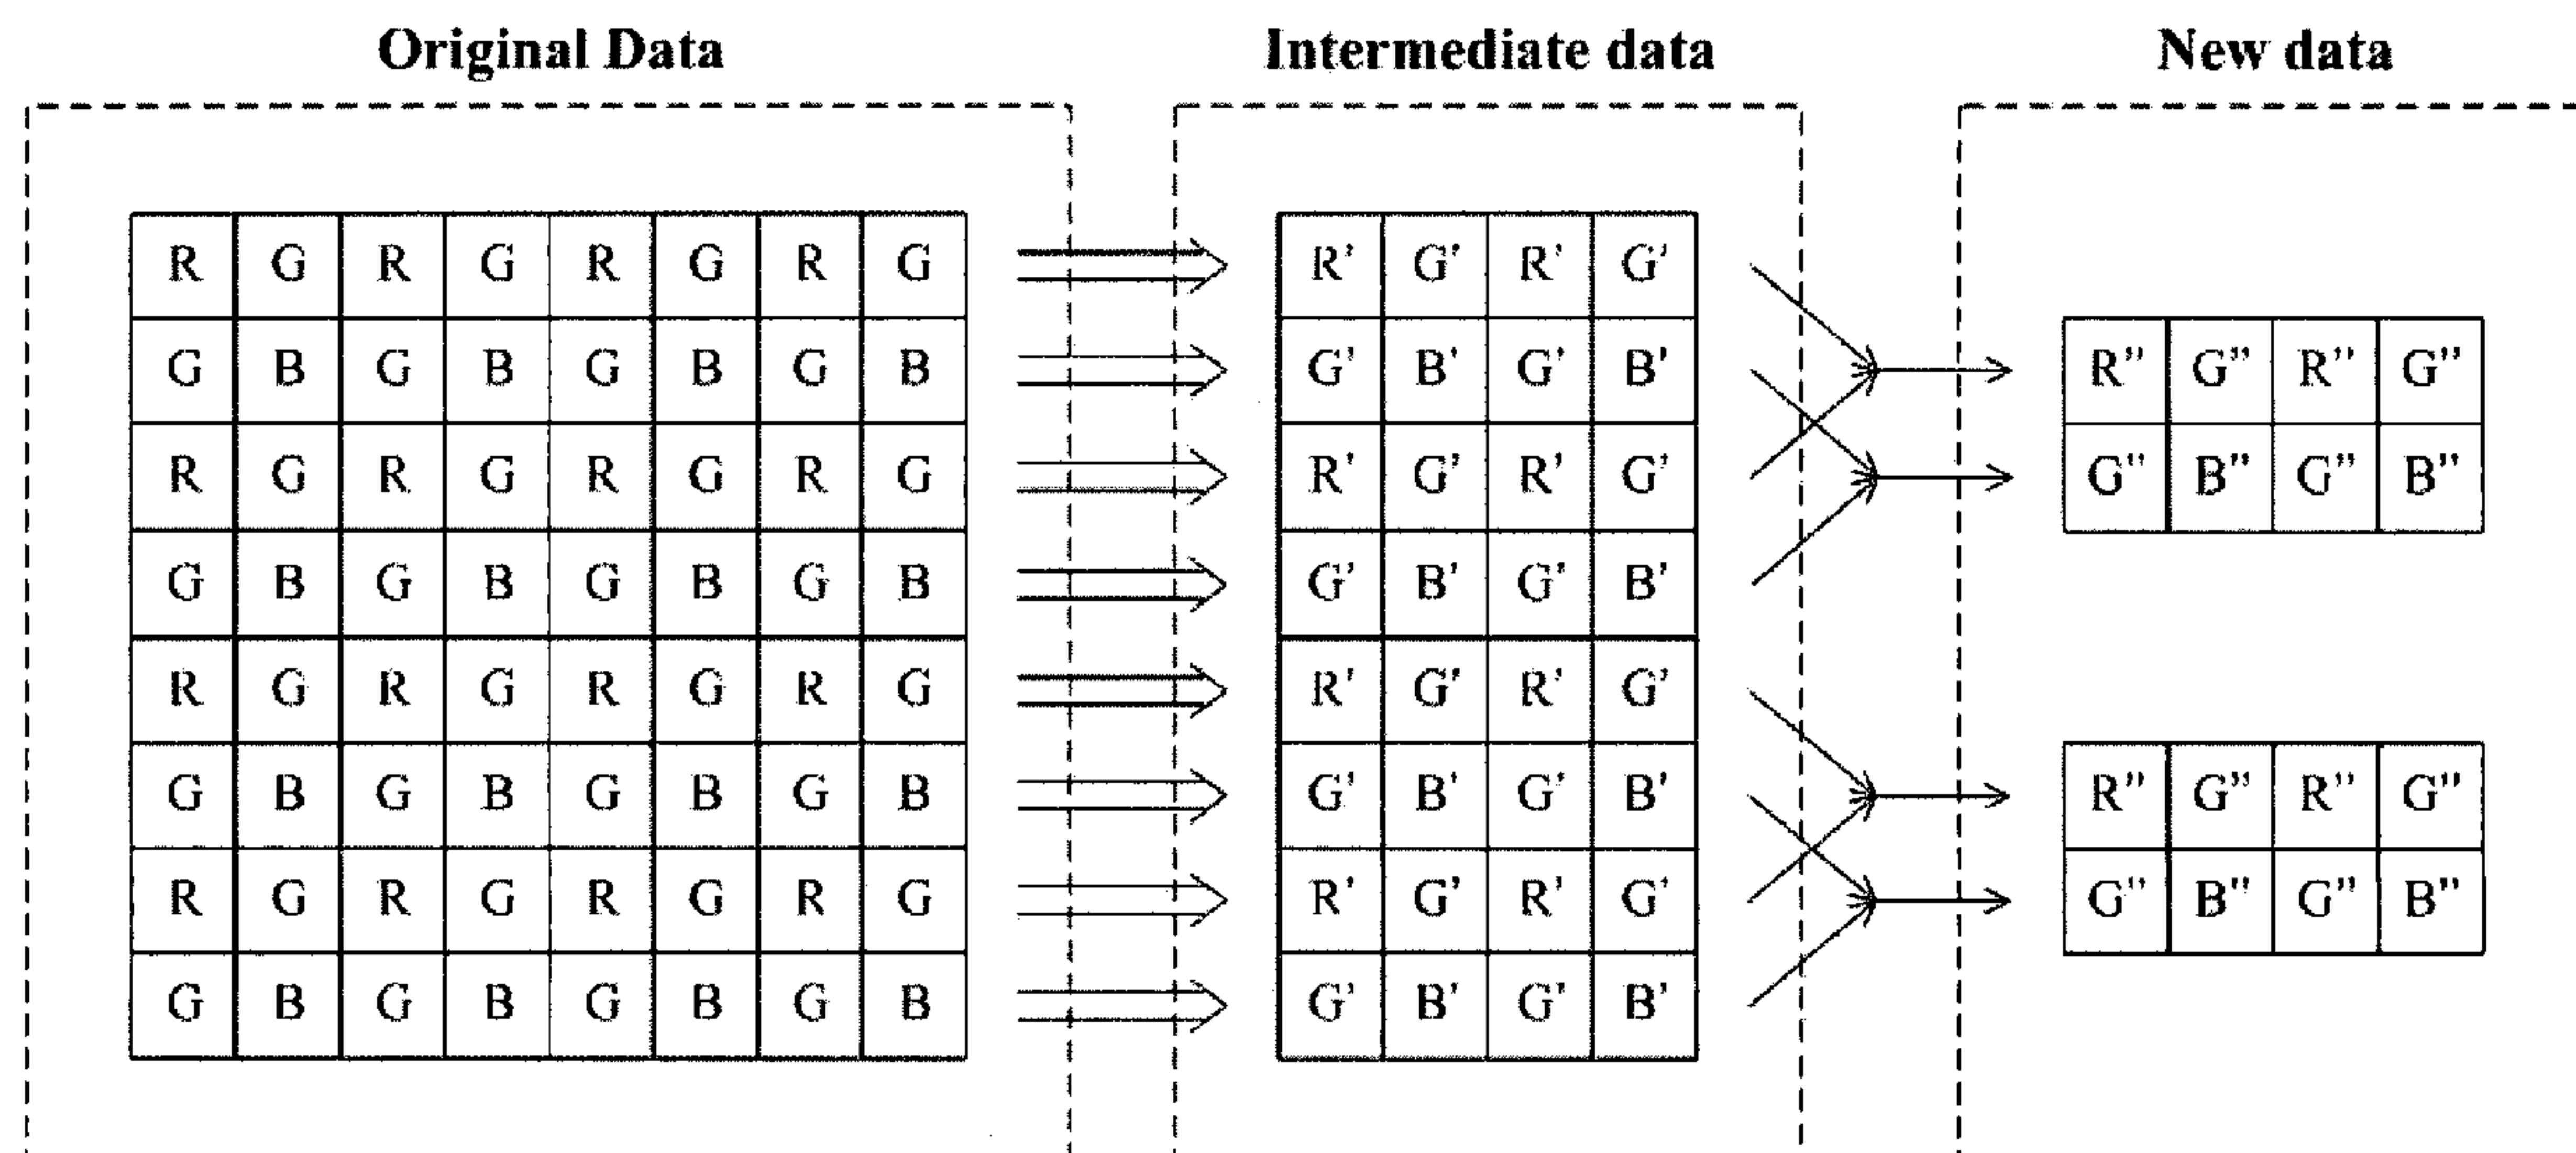 Original Data Intermediate data New data
R G R G R G R G R' G' R' G'
G B G B G B G B G' B' G' B' R” G” R” G”
R G R G R G R G R' G' R' G' G” B” G” B”
G B G B G B G B G' B' G' B'
R G R G R G R G R' G' R' G'
G B G B G B G B G' B' G' B' R” G” R” G”
R G R G R G R G R' G' R' G' G” B” G” B”
G B G B G B G B G' B' G' B'